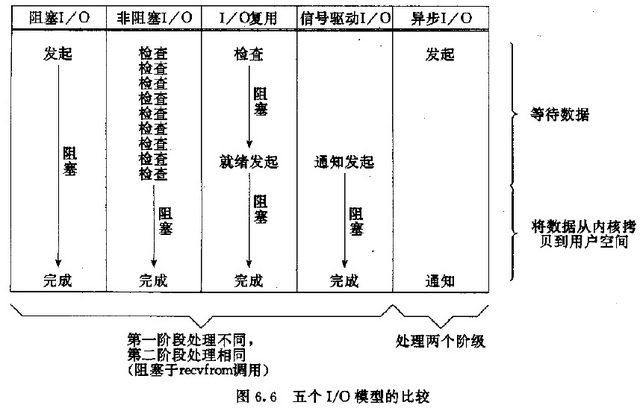 阻塞I/O 非阻塞I/O I/O复用 信号驱动I/O 异步I/O
发起 检查 检查 发起
检查
检查
检查
检查
检查
检查
检查
检查
阻塞
阻塞
就绪发起 通知发起
阻塞
阻塞
阻塞
完成 完成 完成 完成 通知
等待数据
将数据从内核拷
贝到用户空间
第一阶段处理不同，
第二阶段处理相同
（阻塞于recvfrom调用）
处理两个阶级
图 6.6 五个 I/O 模型的比较